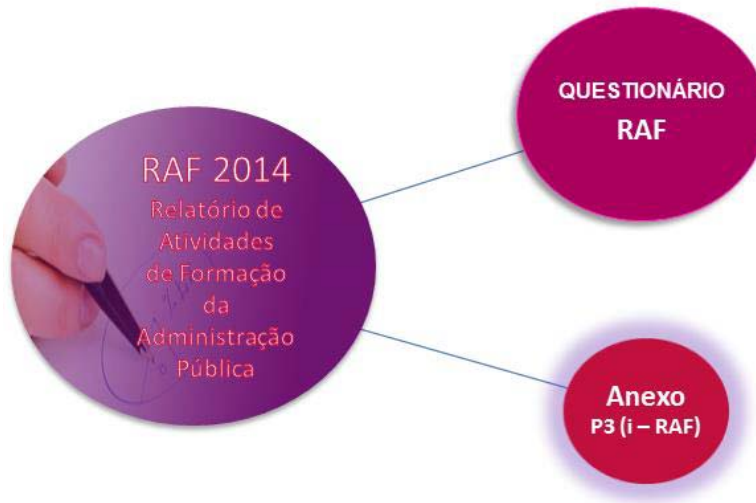 RAF 2014
Relatório de
Atividades
de Formação
da
Administração
Pública
QUESTIONÁRIO
RAF
Anexo
P3 (i – RAF)